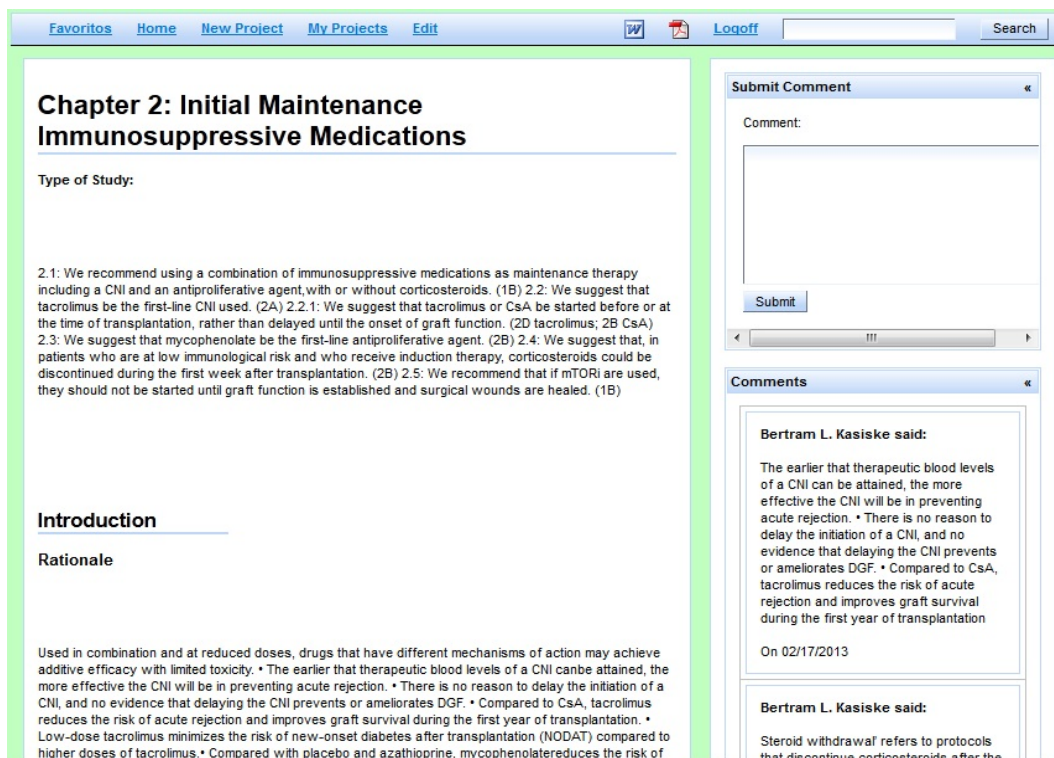 Favoritos Home New Project My Projects Edit Logoff Search
Chapter 2: Initial Maintenance
Immunosuppressive Medications
Type of Study:
2.1: We recommend using a combination of immunosuppressive medications as maintenance therapy
including a CNI and an antiproliferative agent,with or without corticosteroids. (1B) 2.2: We suggest that
tacrolimus be the first-line CNI used. (2A) 2.2.1: We suggest that tacrolimus or CsA be started before or at
the time of transplantation, rather than delayed until the onset of graft function. (2D tacrolimus; 2B CsA)
2.3: We suggest that mycophenolate be the first-line antiproliferative agent. (2B) 2.4: We suggest that, in
patients who are at low immunological risk and who receive induction therapy, corticosteroids could be
discontinued during the first week after transplantation. (2B) 2.5: We recommend that if mTORi are used,
they should not be started until graft function is established and surgical wounds are healed. (1B)
Introduction
Rationale
Used in combination and at reduced doses, drugs that have different mechanisms of action may achieve
additive efficacy with limited toxicity. • The earlier that therapeutic blood levels of a CNI canbe attained, the
more effective the CNI will be in preventing acute rejection. • There is no reason to delay the initiation of a
CNI, and no evidence that delaying the CNI prevents or ameliorates DGF. • Compared to CsA, tacrolimus
reduces the risk of acute rejection and improves graft survival during the first year of transplantation. •
Low-dose tacrolimus minimizes the risk of new-onset diabetes after transplantation (NODAT) compared to
higher doses of tacrolimus.• Compared with placebo and azathioprine, mycophenolatereduces the risk of
Submit Comment «
Comment:
Submit
Comments «
Bertram L. Kasiske said:
The earlier that therapeutic blood levels
of a CNI can be attained, the more
effective the CNI will be in preventing
acute rejection. • There is no reason to
delay the initiation of a CNI, and no
evidence that delaying the CNI prevents
or ameliorates DGF. • Compared to CsA,
tacrolimus reduces the risk of acute
rejection and improves graft survival
during the first year of transplantation
On 02/17/2013
Bertram L. Kasiske said:
Steroid withdrawal' refers to protocols
that discontinue corticosteroids after the